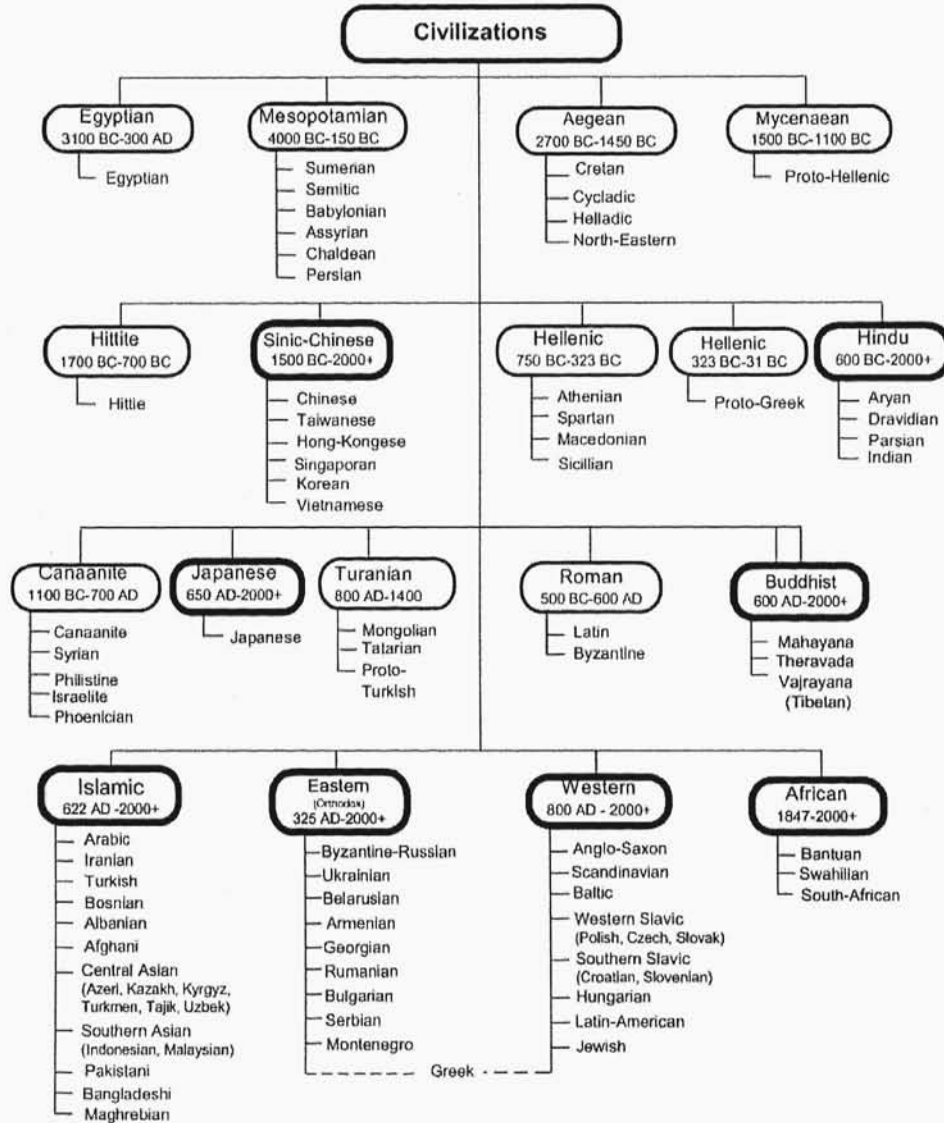 Civilizations
Egyptian
3100 BC-300 AD
Egyptian
Mesopotamian
4000 BC-150 BC
Sumerian
Semitic
Babylonian
Assyrian
Chaldean
Persian
Aegean
2700 BC-1450 BC
Cretan
Cycladic
Helladic
North-Eastern
Mycenaean
1500 BC-1100 BC
Proto-Hellenic
Hittite
1700 BC-700 BC
Hittie
Sinic-Chinese
1500 BC-2000+
Chinese
Taiwanese
Hong-Kongese
Singaporan
Korean
Vietnamese
Hellenic
750 BC-323 BC
Athenian
Spartan
Macedonian
Sicillian
Hellenic
323 BC-31 BC
Proto-Greek
Hindu
600 BC-2000+
Aryan
Dravidian
Parsian
Indian
Canaanite
1100 BC-700 AD
Canaanite
Syrian
Philistine
Israelite
Phoenician
Japanese
650 AD-2000+
Japanese
Turanian
800 AD-1400
Mongolian
Tatarian
Proto-
Turkish
Roman
500 BC-600 AD
Latin
Byzantine
Buddhist
600 AD-2000+
Mahayana
Theravada
Vajrayana
(Tibetan)
Islamic
622 AD -2000+
Arabic
Iranian
Turkish
Bosnian
Albanian
Afghani
Central Asian
(Azeri, Kazakh, Kyrgyz,
Turkmen, Tajik, Uzbek)
Southern Asian
(Indonesian, Malaysian)
Pakistani
Bangladeshi
Maghrebian
Eastern
(Orthodox)
325 AD-2000+
Byzantine-Russian
Ukrainian
Belarusian
Armenian
Georgian
Rumanian
Bulgarian
Serbian
Montenegro
Greek
Western
800 AD - 2000+
Anglo-Saxon
Scandinavian
Baltic
Western Slavic
(Polish, Czech, Slovak)
Southern Slavic
(Croatian, Slovenian)
Hungarian
Latin-American
Jewish
African
1847-2000+
Bantuan
Swahilian
South-African